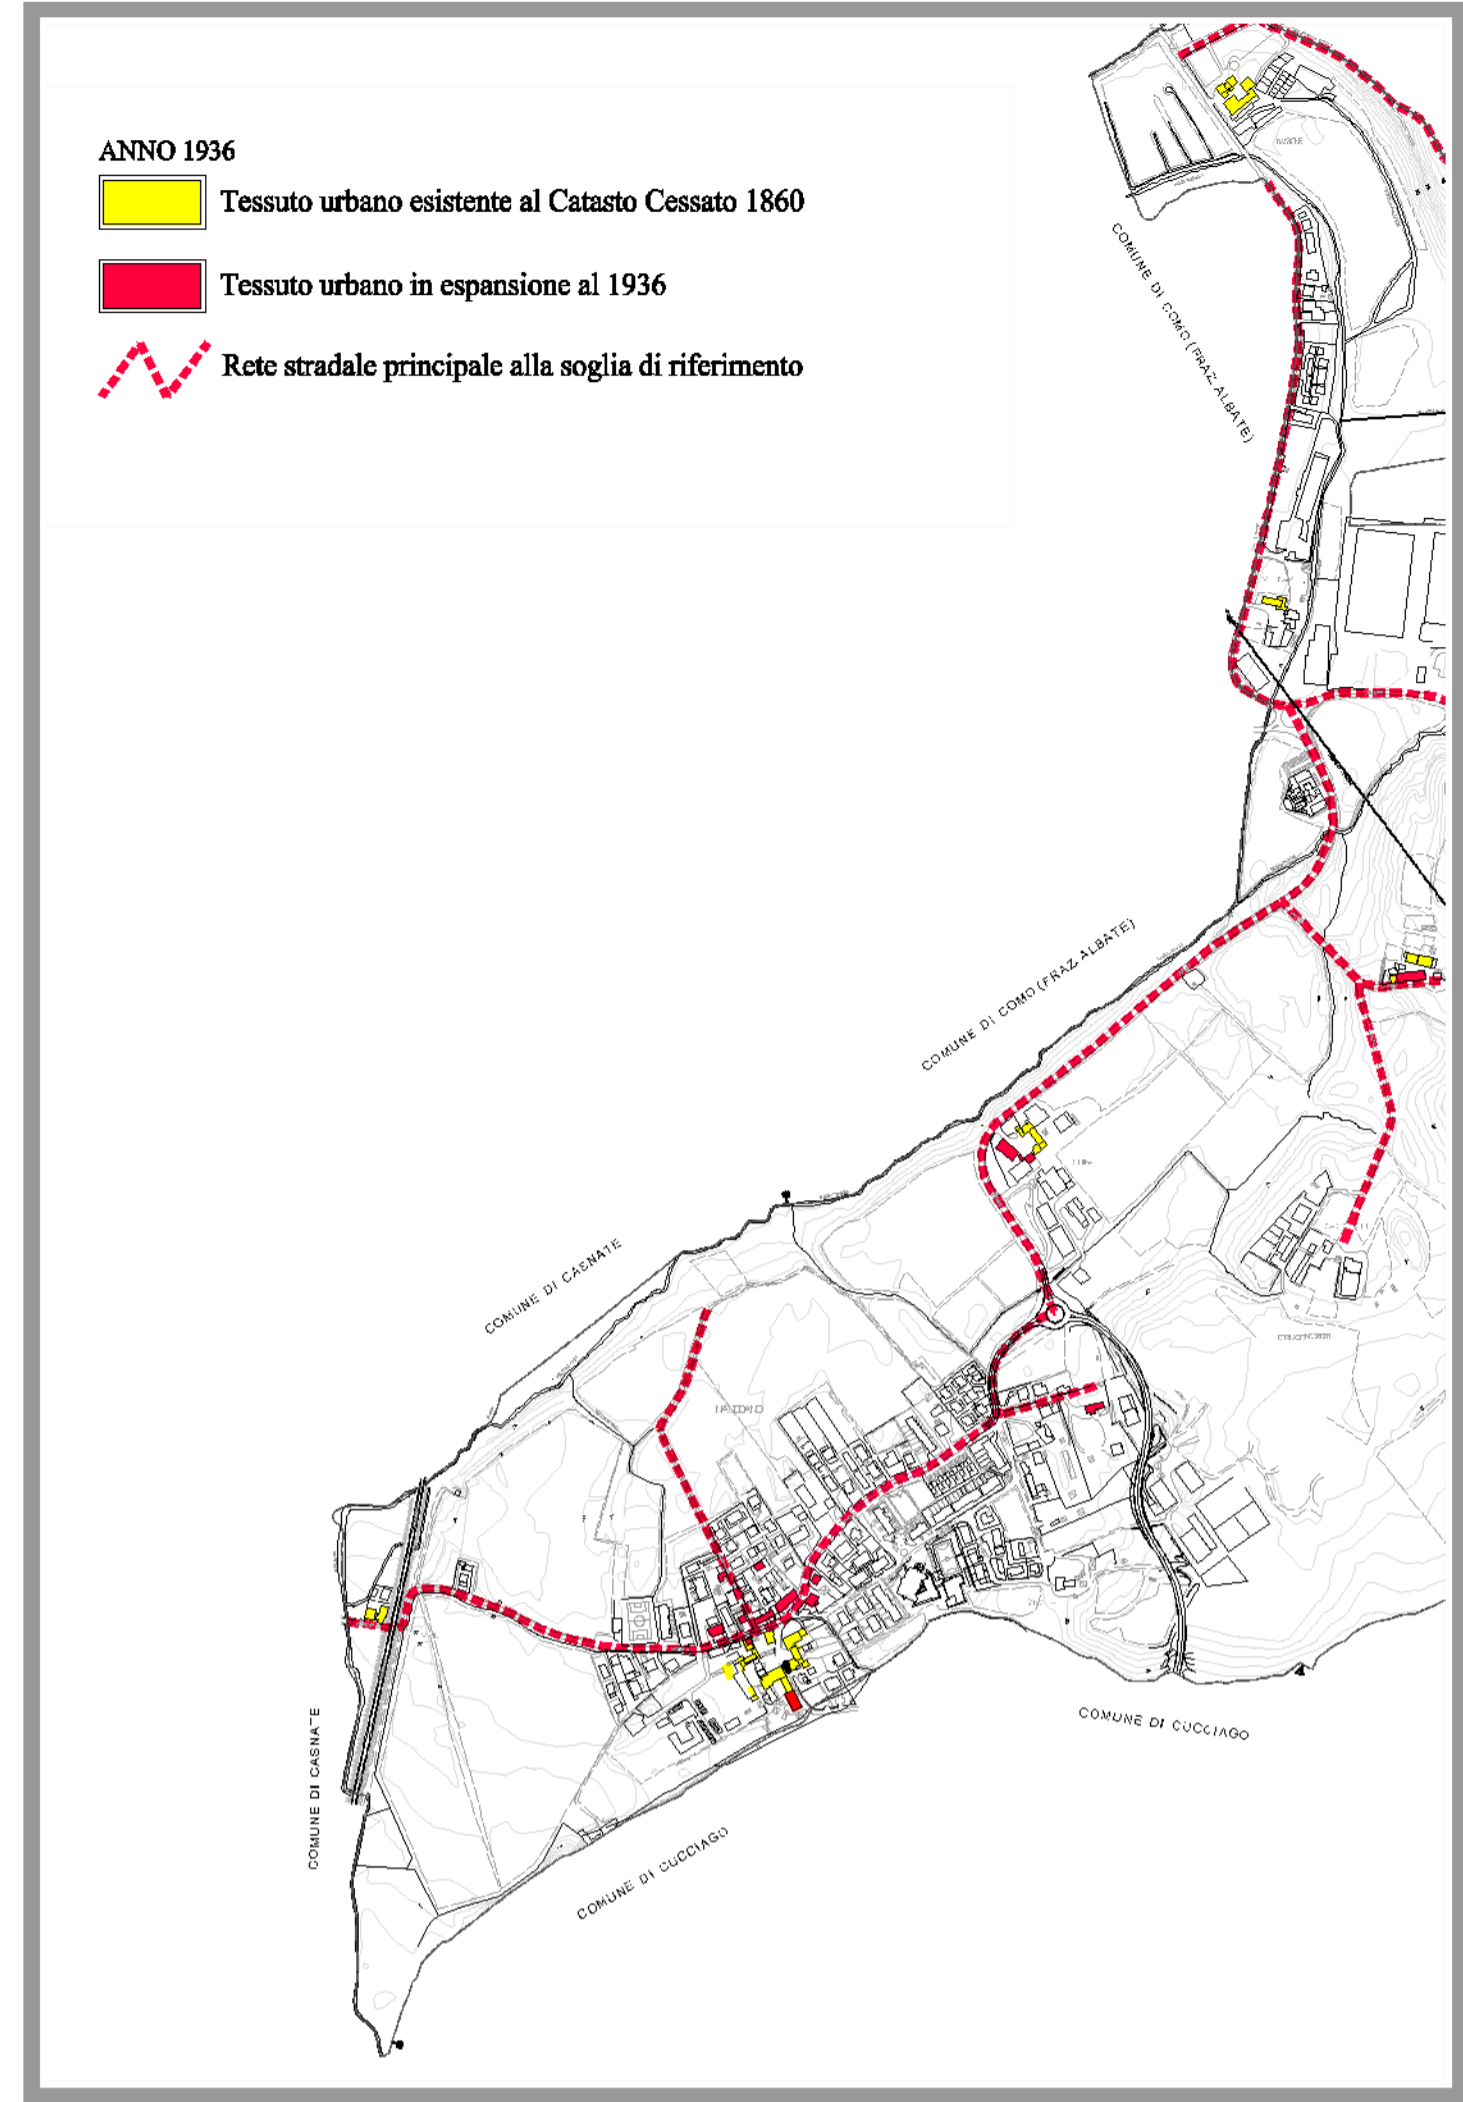 ANNO 1936
Tessuto urbano esistente al Catasto Cessato 1860
Tessuto urbano in espansione al 1936
Rete stradale principale alla soglia di riferimento
COMUNE DI COMO (FRAZ. ALBATE)
COMUNE DI COMO (FRAZ. ALBATE)
COMUNE DI CASNATE
COMUNE DI CASNATE
COMUNE DI CUCCIAGO
COMUNE DI CUCCIAGO